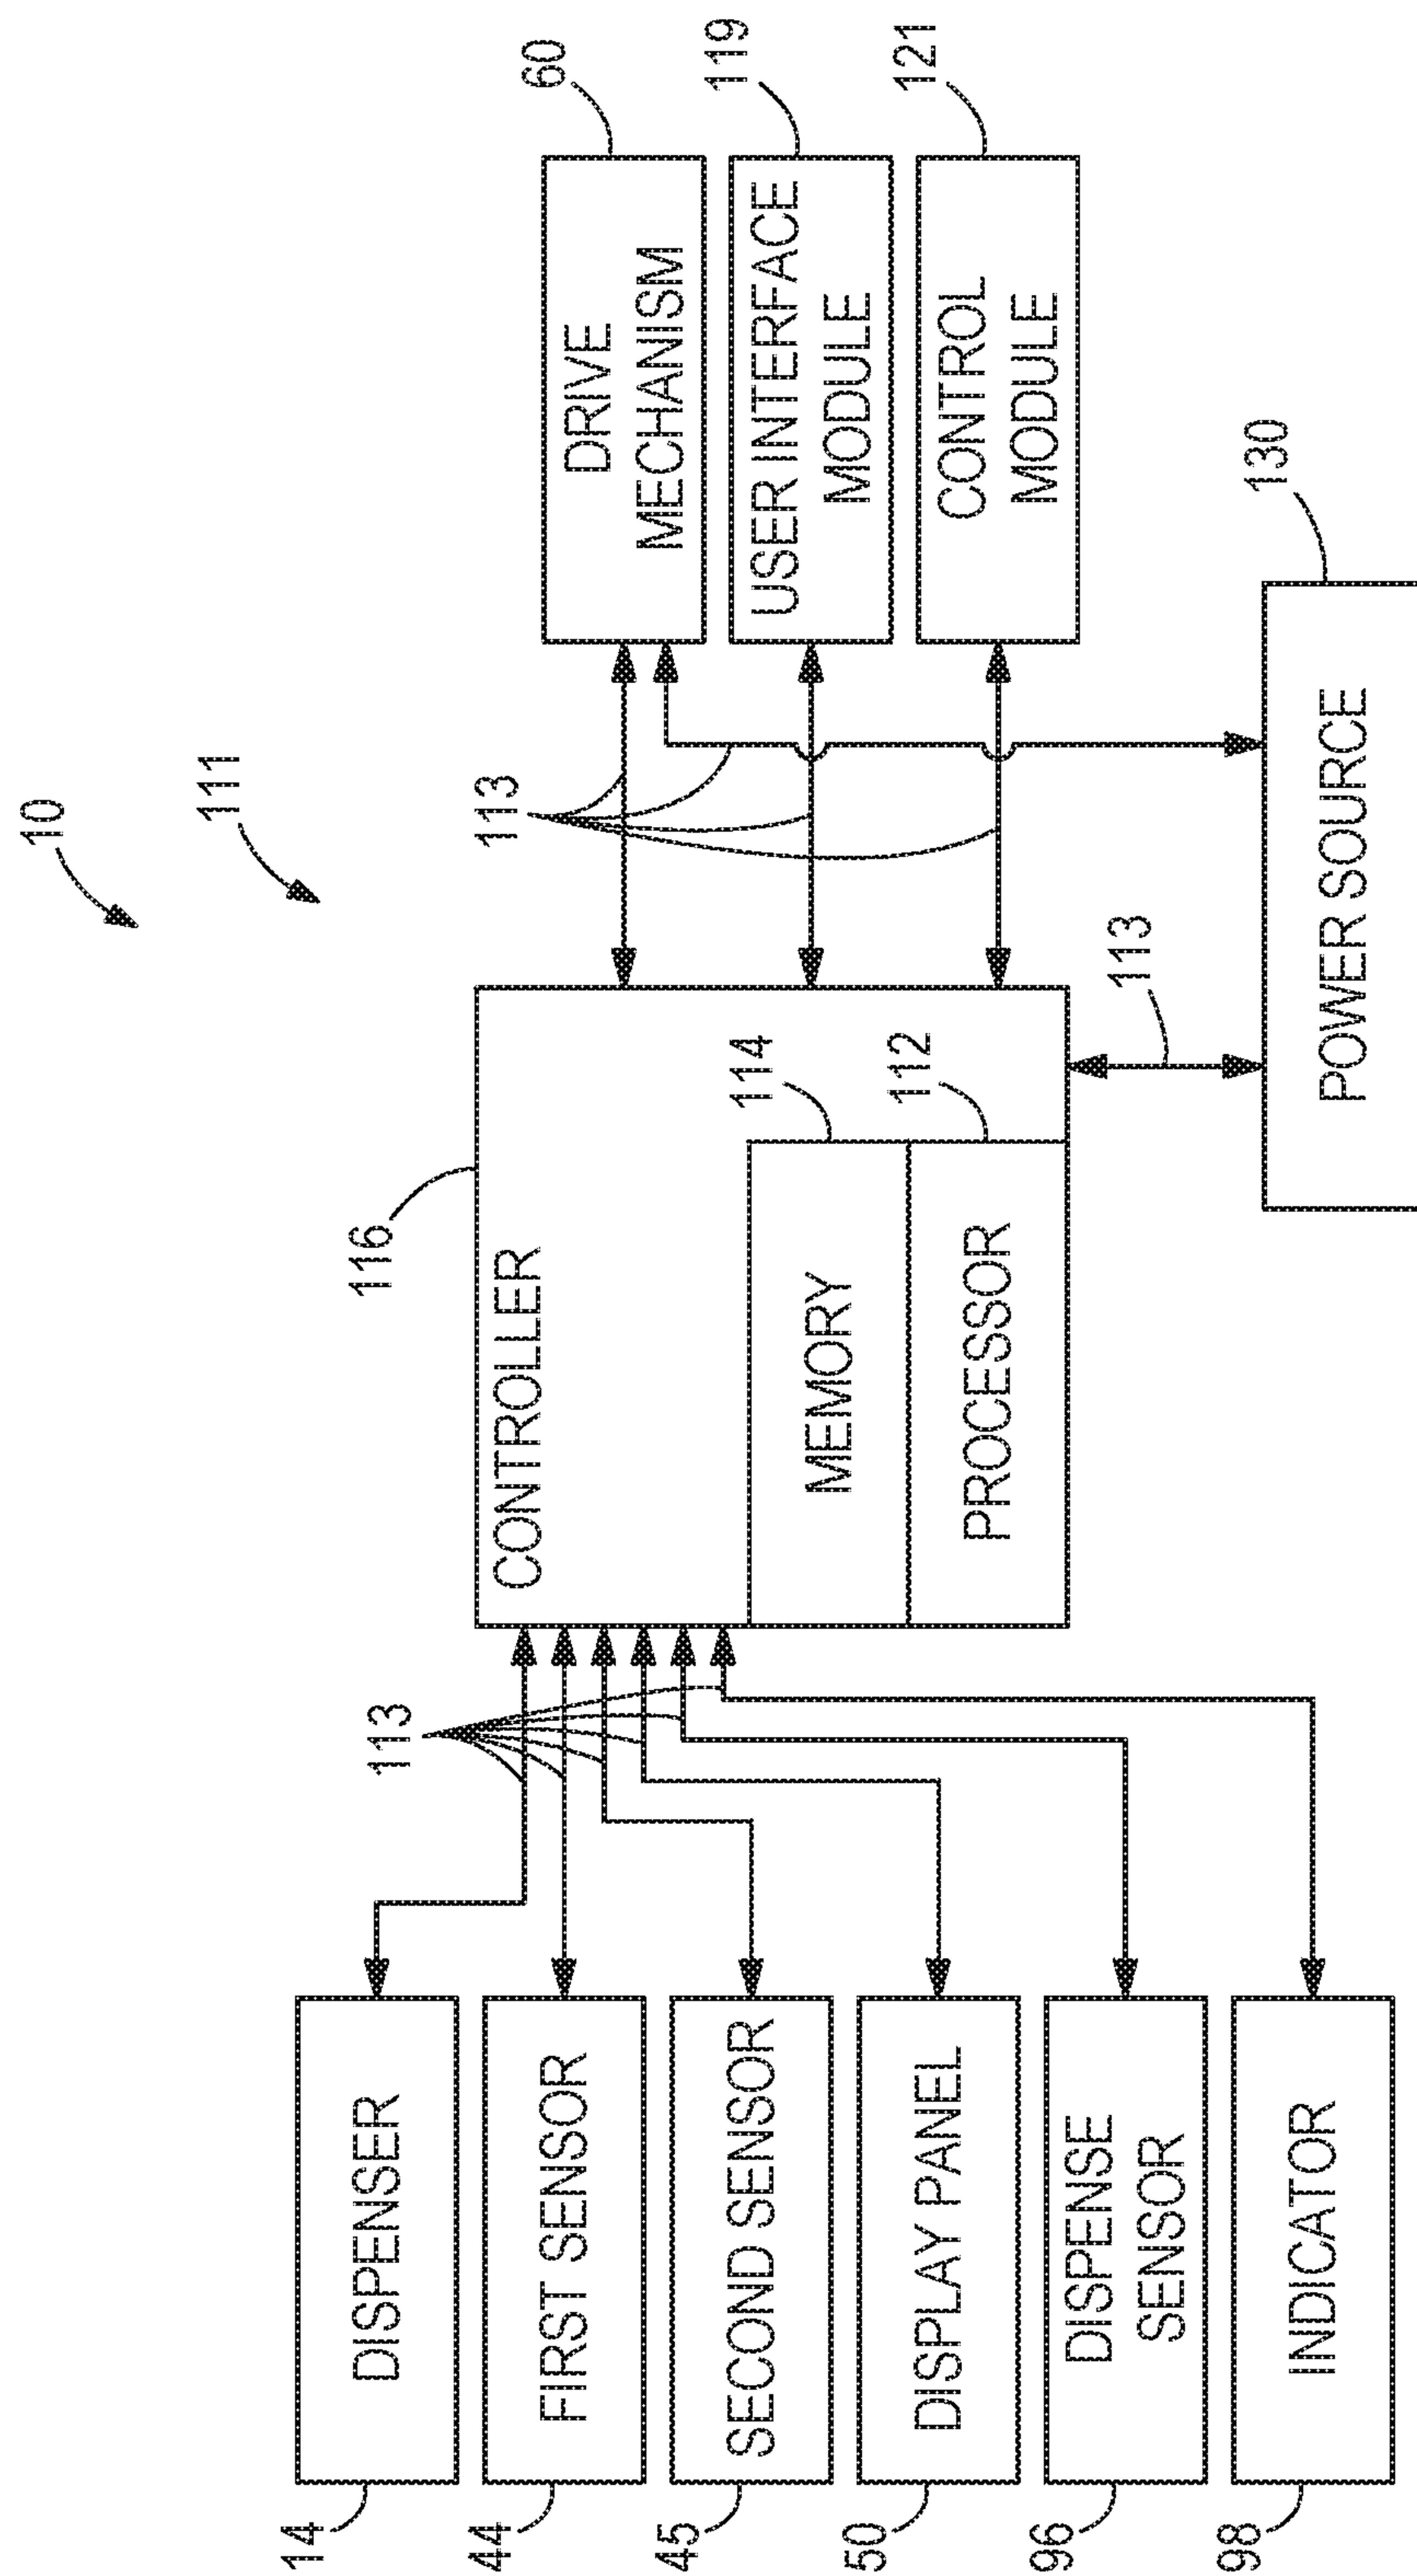 10
111
14
DISPENSER
44
FIRST SENSOR
45
SECOND SENSOR
50
DISPLAY PANEL
96
DISPENSE
SENSOR
98
INDICATOR
113
116
CONTROLLER
114
MEMORY
112
PROCESSOR
113
60
DRIVE
MECHANISM
119
USER INTERFACE
MODULE
121
CONTROL
MODULE
113
130
POWER SOURCE